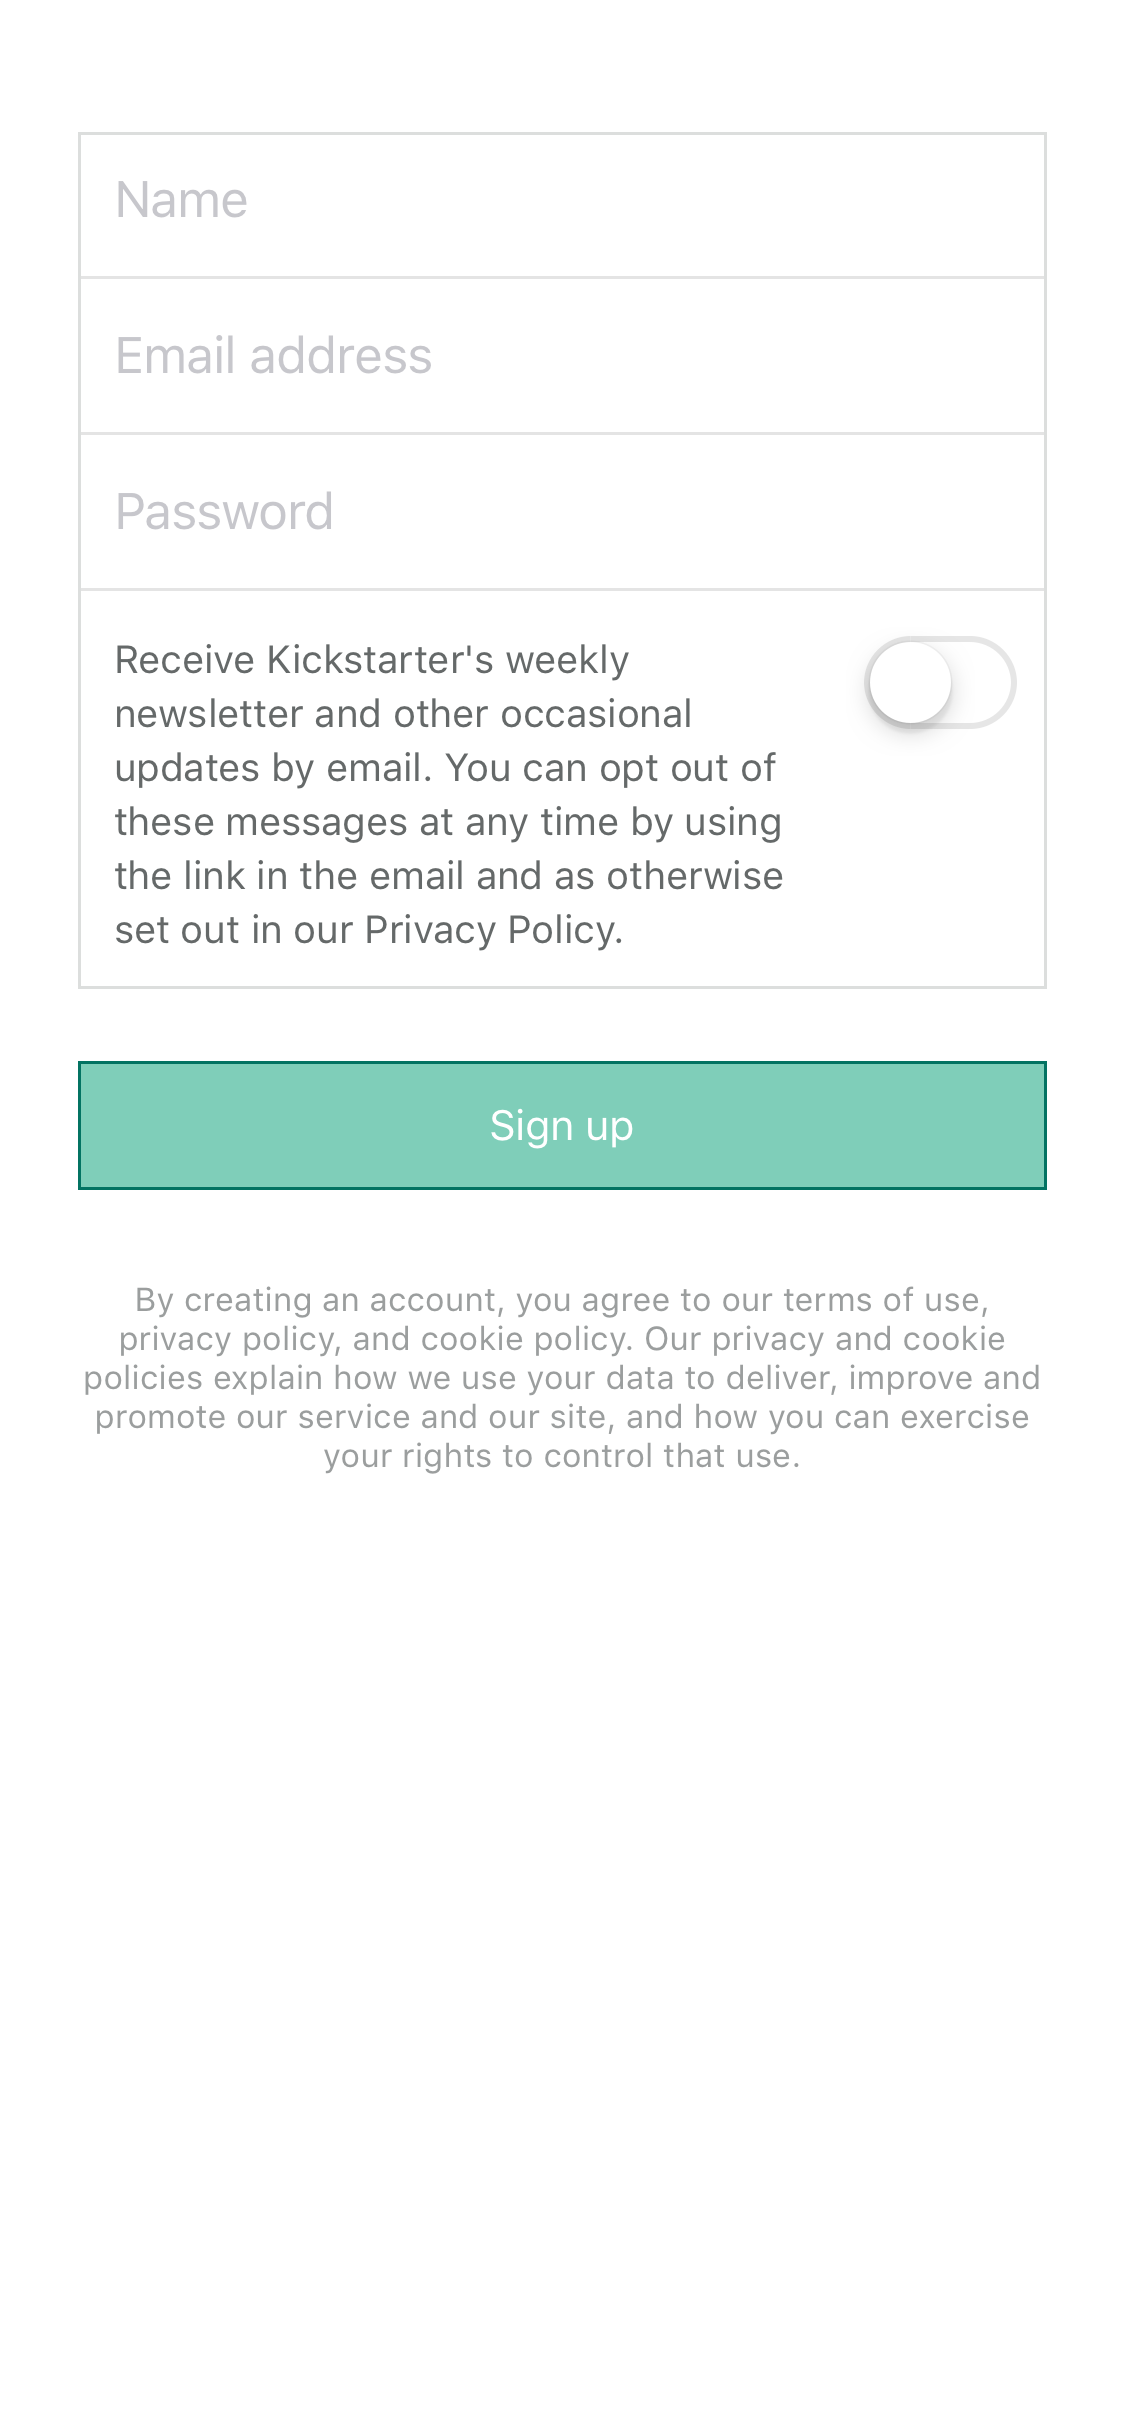 Name
Email address
Password
Receive Kickstarter's weekly
newsletter and other occasional
updates by email. You can opt out of
these messages at any time by using
the link in the email and as otherwise
set out in our Privacy Policy.
Sign up
By creating an account, you agree to our terms of use,
privacy policy, and cookie policy. Our privacy and cookie
policies explain how we use your data to deliver, improve and
promote our service and our site, and how you can exercise
your rights to control that use.